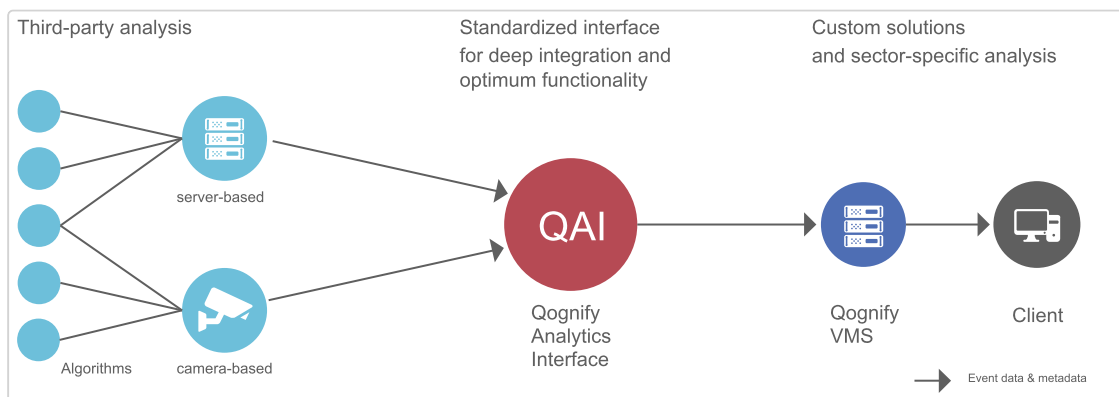 Third-party analysis
Standardized interface
for deep integration and
optimum functionality
Custom solutions
and sector-specific analysis
server-based
QAI
Qognify
Analytics
Interface
Qognify
VMS
Client
Algorithms
camera-based
Event data & metadata